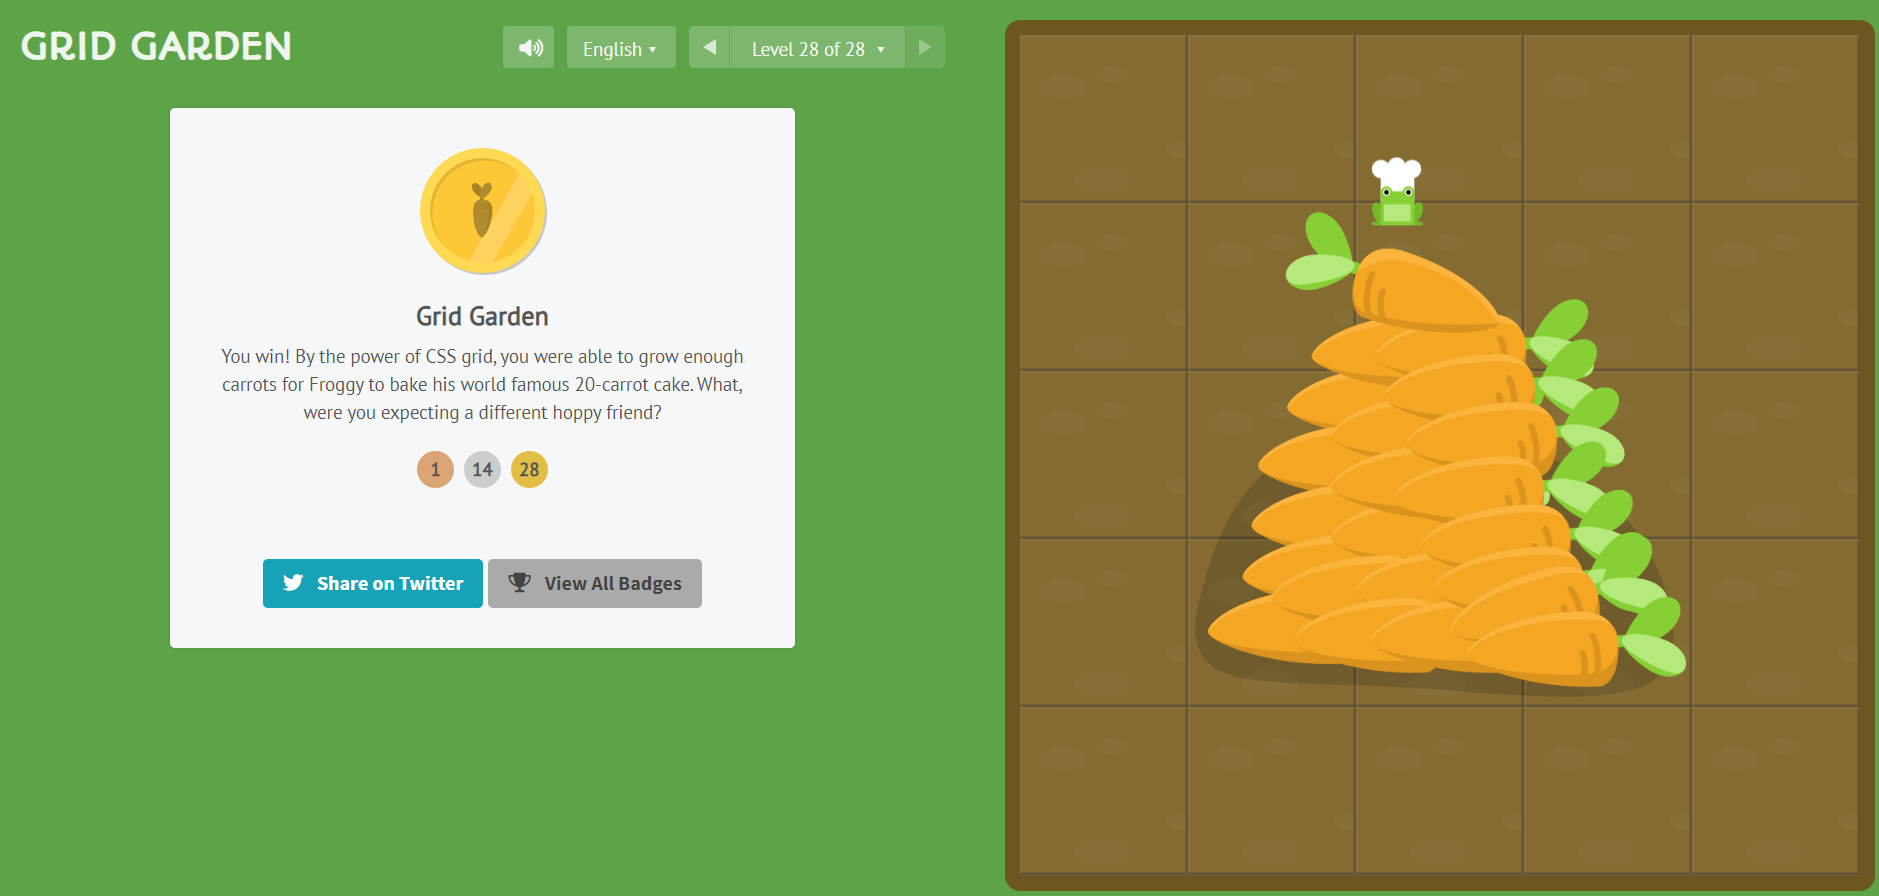 GRID GARDEN
English ▾
Level 28 of 28 ▾
Grid Garden
You win! By the power of CSS grid, you were able to grow enough
carrots for Froggy to bake his world famous 20-carrot cake. What,
were you expecting a different hoppy friend?
1 14 28
Share on Twitter
View All Badges